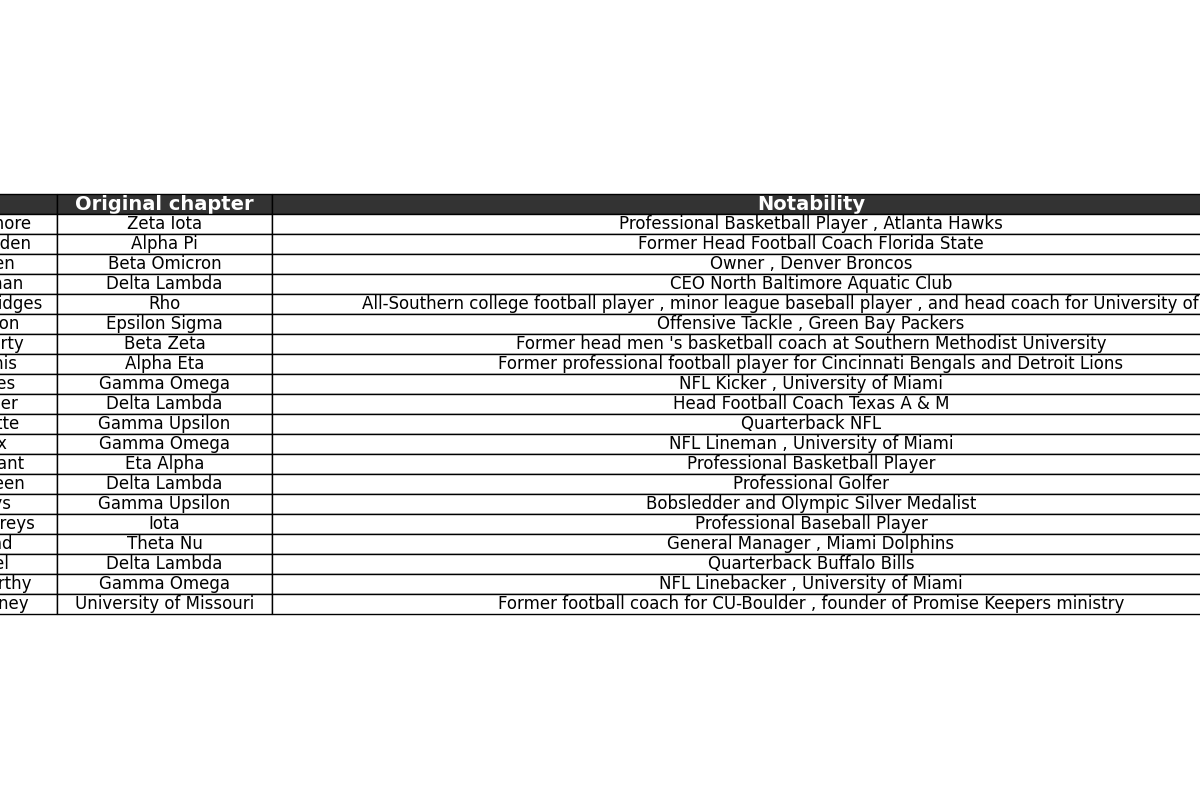 Original chapter Notability
more Zeta Iota Professional Basketball Player , Atlanta Hawks
den Alpha Pi Former Head Football Coach Florida State
en Beta Omicron Owner , Denver Broncos
an Delta Lambda CEO North Baltimore Aquatic Club
idges Rho All-Southern college football player , minor league baseball player , and head coach for University of
on Epsilon Sigma Offensive Tackle , Green Bay Packers
rty Beta Zeta Former head men 's basketball coach at Southern Methodist University
nis Alpha Eta Former professional football player for Cincinnati Bengals and Detroit Lions
es Gamma Omega NFL Kicker , University of Miami
er Delta Lambda Head Football Coach Texas A & M
tte Gamma Upsilon Quarterback NFL
x Gamma Omega NFL Lineman , University of Miami
ant Eta Alpha Professional Basketball Player
een Delta Lambda Professional Golfer
ys Gamma Upsilon Bobsledder and Olympic Silver Medalist
reys Iota Professional Baseball Player
nd Theta Nu General Manager , Miami Dolphins
el Delta Lambda Quarterback Buffalo Bills
rthy Gamma Omega NFL Linebacker , University of Miami
ney University of Missouri Former football coach for CU-Boulder , founder of Promise Keepers ministry